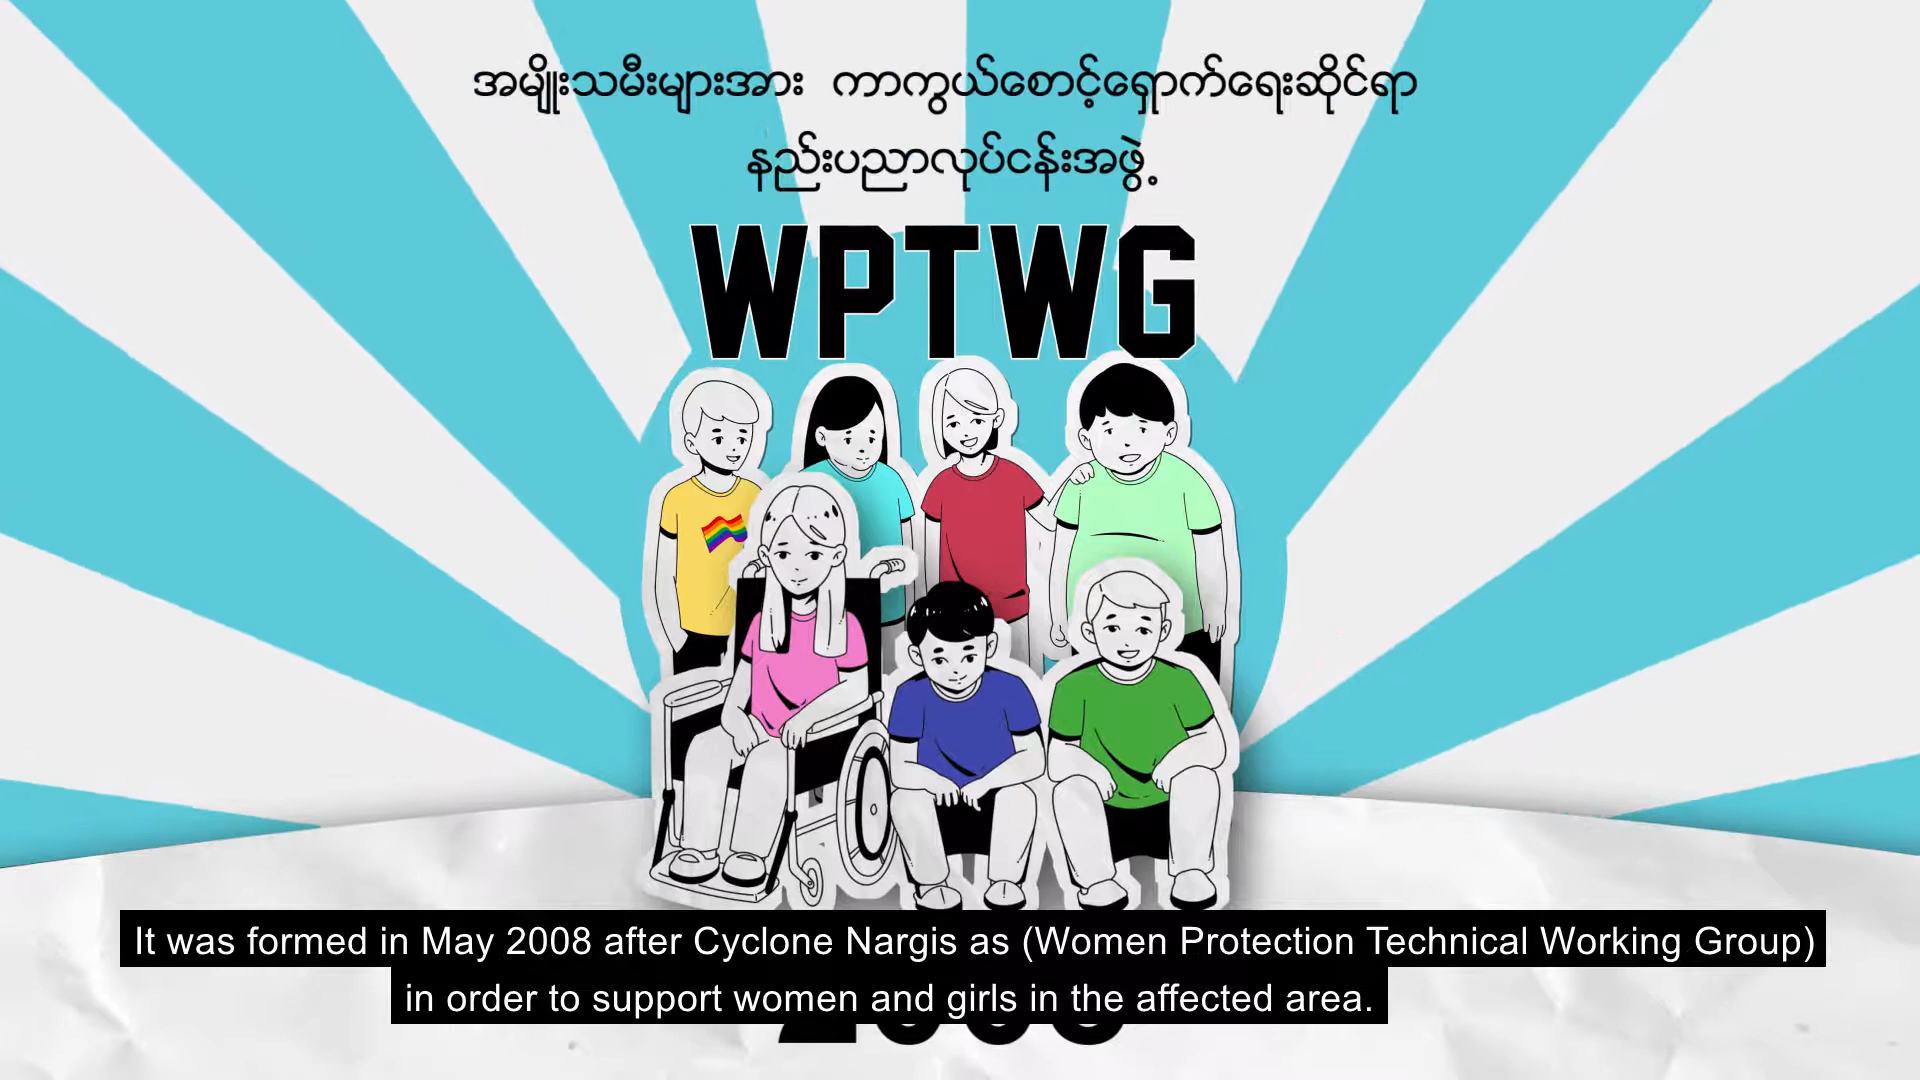 အမျိုးသမီးများအား ကာကွယ်စောင့်ရှောက်ရေးဆိုင်ရာ
နည်းပညာလုပ်ငန်းအဖွဲ့
WPTWG
It was formed in May 2008 after Cyclone Nargis as (Women Protection Technical Working Group)
in order to support women and girls in the affected area.